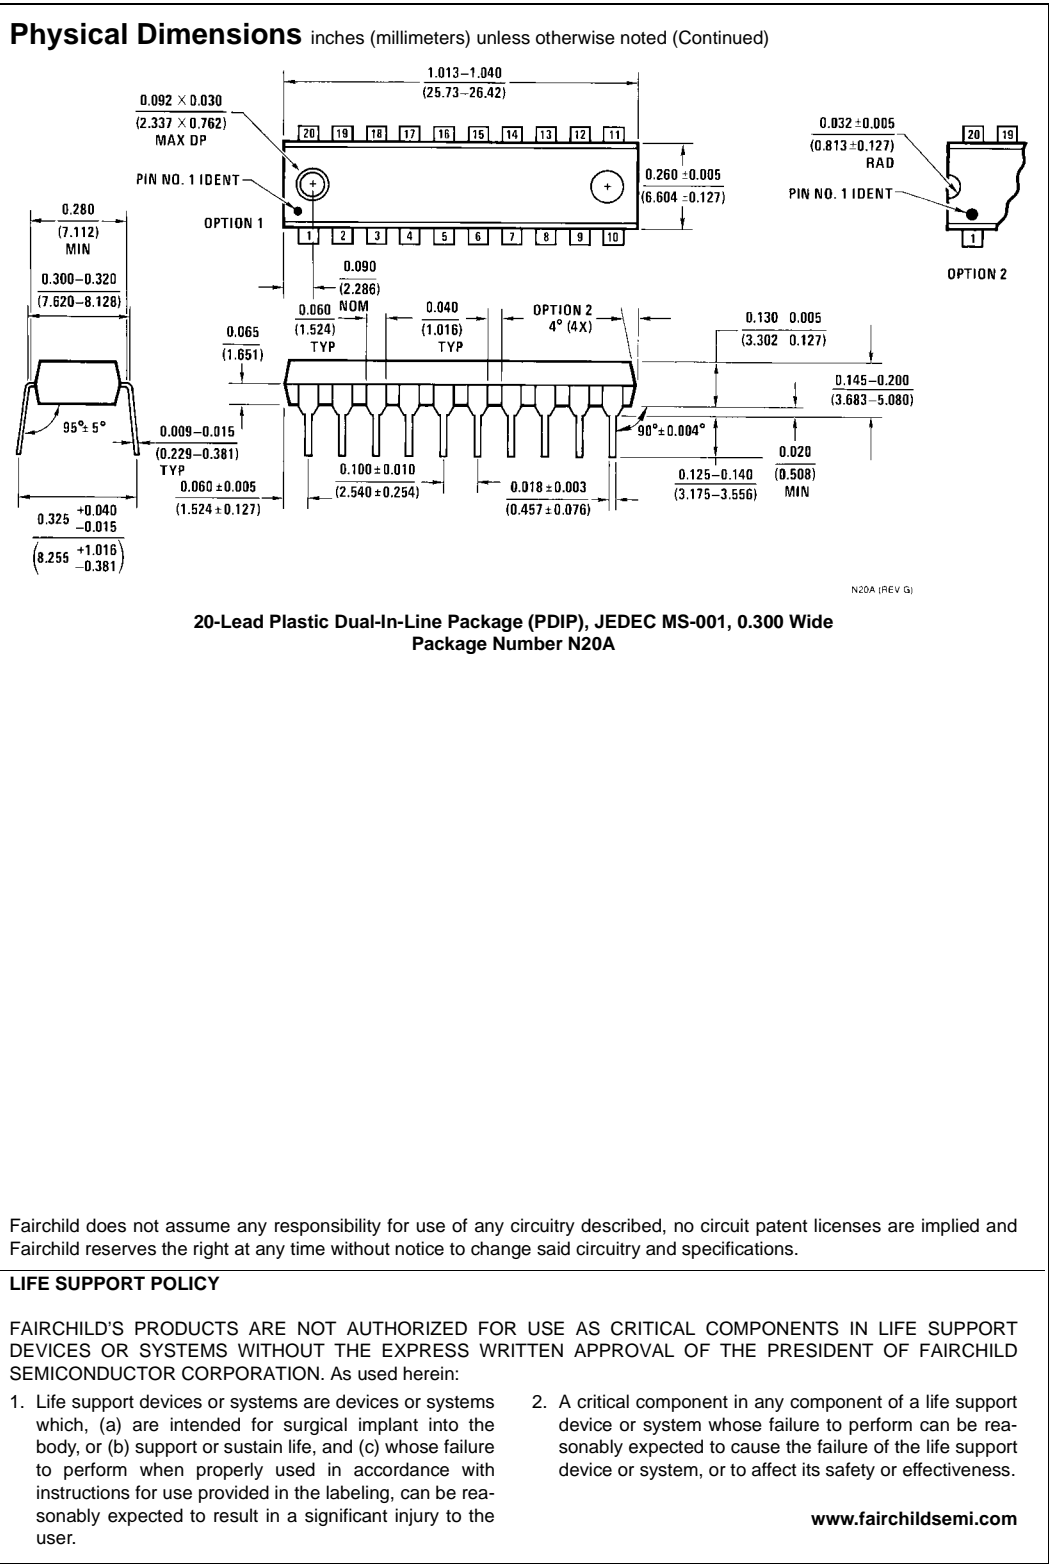 Physical Dimensions inches (millimeters) unless otherwise noted (Continued)
1.013–1.040
(25.73–26.42)
0.092 × 0.030
(2.337 × 0.762)
MAX DP
20 19 18 17 16 15 14 13 12 11
0.032 ±0.005
(0.813 ±0.127)
RAD
20 19
PIN NO. 1 IDENT
0.260 ±0.005
(6.604 ±0.127)
PIN NO. 1 IDENT
OPTION 1
1 2 3 4 5 6 7 8 9 10
1
OPTION 2
0.280
(7.112)
MIN
0.300–0.320
(7.620–8.128)
0.090
(2.286)
NOM
0.060
(1.524)
TYP
0.040
(1.016)
TYP
OPTION 2
4° (4X)
0.130 0.005
(3.302 0.127)
0.065
(1.651)
0.145–0.200
(3.683–5.080)
95°± 5°
0.009–0.015
(0.229–0.381)
TYP
90°±0.004°
0.020
(0.508)
MIN
0.100 ±0.010
(2.540 ±0.254)
0.125–0.140
(3.175–3.556)
0.060 ±0.005
(1.524 ±0.127)
0.018 ±0.003
(0.457 ±0.076)
0.325 +0.040
–0.015
(8.255 +1.016
–0.381)
N20A (REV G)
20-Lead Plastic Dual-In-Line Package (PDIP), JEDEC MS-001, 0.300 Wide
Package Number N20A
Fairchild does not assume any responsibility for use of any circuitry described, no circuit patent licenses are implied and
Fairchild reserves the right at any time without notice to change said circuitry and specifications.
LIFE SUPPORT POLICY
FAIRCHILD'S PRODUCTS ARE NOT AUTHORIZED FOR USE AS CRITICAL COMPONENTS IN LIFE SUPPORT
DEVICES OR SYSTEMS WITHOUT THE EXPRESS WRITTEN APPROVAL OF THE PRESIDENT OF FAIRCHILD
SEMICONDUCTOR CORPORATION. As used herein:
1. Life support devices or systems are devices or systems
which, (a) are intended for surgical implant into the
body, or (b) support or sustain life, and (c) whose failure
to perform when properly used in accordance with
instructions for use provided in the labeling, can be rea-
sonably expected to result in a significant injury to the
user.
2. A critical component in any component of a life support
device or system whose failure to perform can be rea-
sonably expected to cause the failure of the life support
device or system, or to affect its safety or effectiveness.
www.fairchildsemi.com